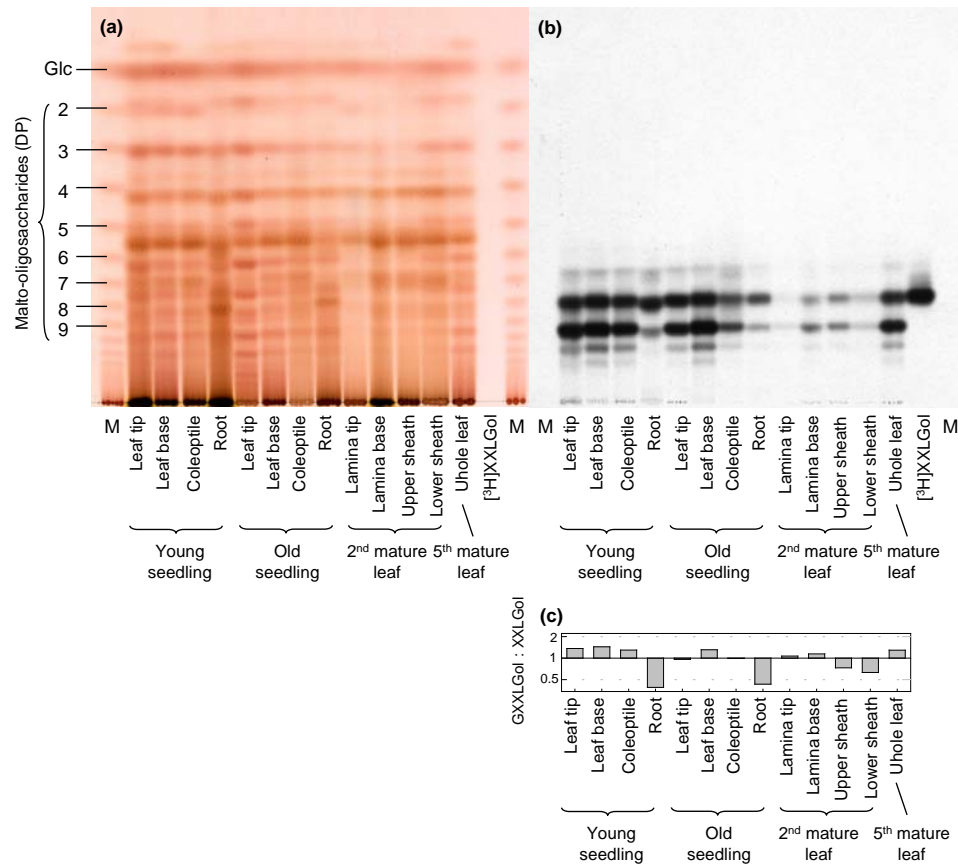 (a)
Glc
2
3
4
5
6
7
8
9
Malto-oligosaccharides (DP)
M
Leaf tip
Leaf base
Coleoptile
Root
Leaf tip
Leaf base
Coleoptile
Root
Lamina tip
Lamina base
Upper sheath
Lower sheath
Uhole leaf
[³H]XXLGol
M
Young
seedling
Old
seedling
2nd mature
leaf
5th mature
leaf
(b)
M
Leaf tip
Leaf base
Coleoptile
Root
Leaf tip
Leaf base
Coleoptile
Root
Lamina tip
Lamina base
Upper sheath
Lower sheath
Uhole leaf
[³H]XXLGol
M
Young
seedling
Old
seedling
2nd mature
leaf
5th mature
leaf
(c)
GXXLGol : XXLGol
2
1
0.5
Leaf tip
Leaf base
Coleoptile
Root
Leaf tip
Leaf base
Coleoptile
Root
Lamina tip
Lamina base
Upper sheath
Lower sheath
Uhole leaf
Young
seedling
Old
seedling
2nd mature
leaf
5th mature
leaf